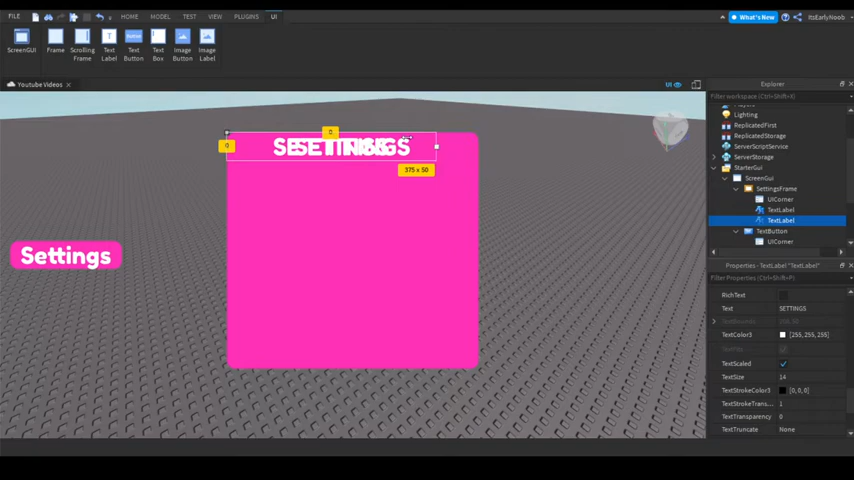 FILE HOME MODEL TEST VIEW PLUGINS UI What's New ItsEarlyNoob
ScreenGUI Frame Scrolling Frame Text Label Text Button Text Box Image Button Image Label
Youtube Videos UI
Explorer
Filter workspace (Ctrl+Shift+X)
Players
Lighting
ReplicatedFirst
ReplicatedStorage
ServerScriptService
ServerStorage
StarterGui
ScreenGui
SettingsFrame
UICorner
TextLabel
TextLabel
TextButton
UICorner
0
0
SETTINGS
375 x 50
Settings
Properties - TextLabel "TextLabel"
Filter Properties (Ctrl+Shift+P)
RichText
Text SETTINGS
TextColor3 [255, 255, 255]
TextScaled
TextSize 14
TextStrokeColor3 [0, 0, 0]
TextStrokeTrans... 1
TextTransparency 0
TextTruncate None